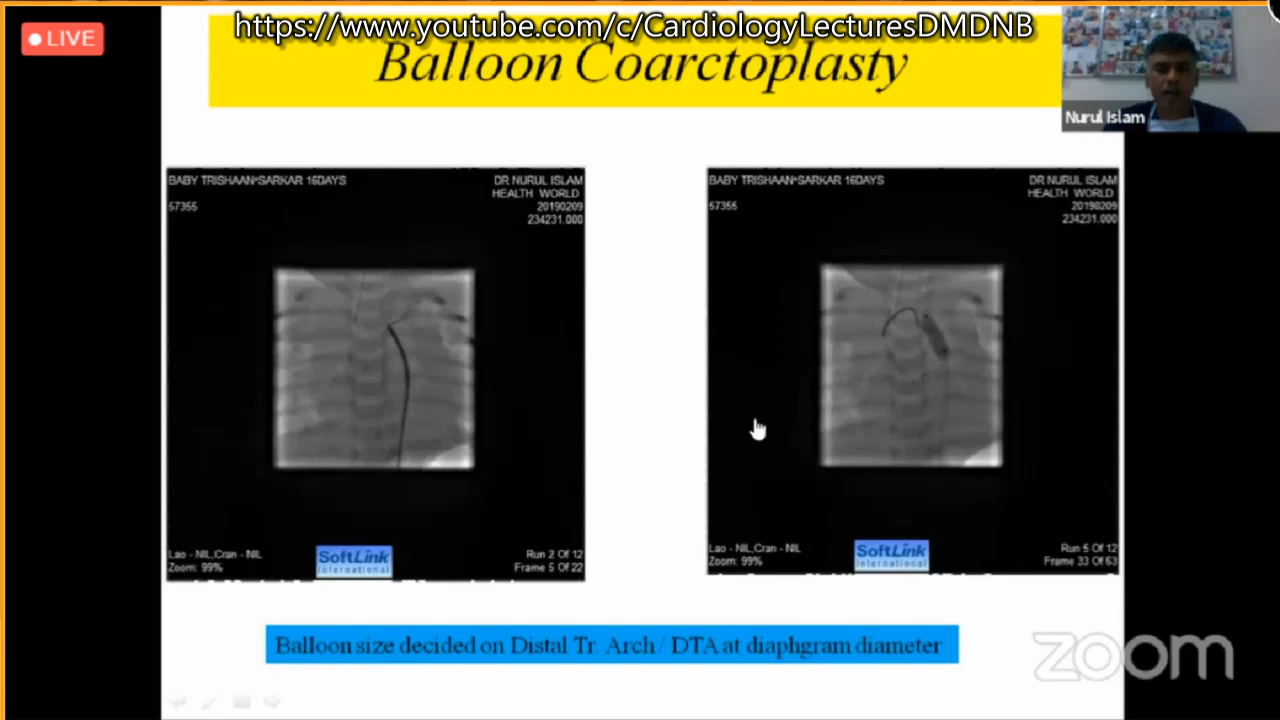 https://www.youtube.com/c/CardiologyLecturesDMDNB
LIVE
Balloon Coarctoplasty
Nurul Islam
BABY TRISHAAN*SARKAR 16DAYS
DR NURUL ISLAM
HEALTH WORLD
57355
20190209
234231.000
Lao - NIL,Cran - NIL
Zoom: 99%
SoftLink
International
Run 2 Of 12
Frame 5 Of 22
BABY TRISHAAN*SARKAR 16DAYS
DR NURUL ISLAM
HEALTH WORLD
57355
20190209
234231.000
Lao - NIL,Cran - NIL
Zoom: 99%
SoftLink
International
Run 5 Of 12
Frame 33 Of 63
Balloon size decided on Distal Tr. Arch / DTA at diaphgram diameter
zoom